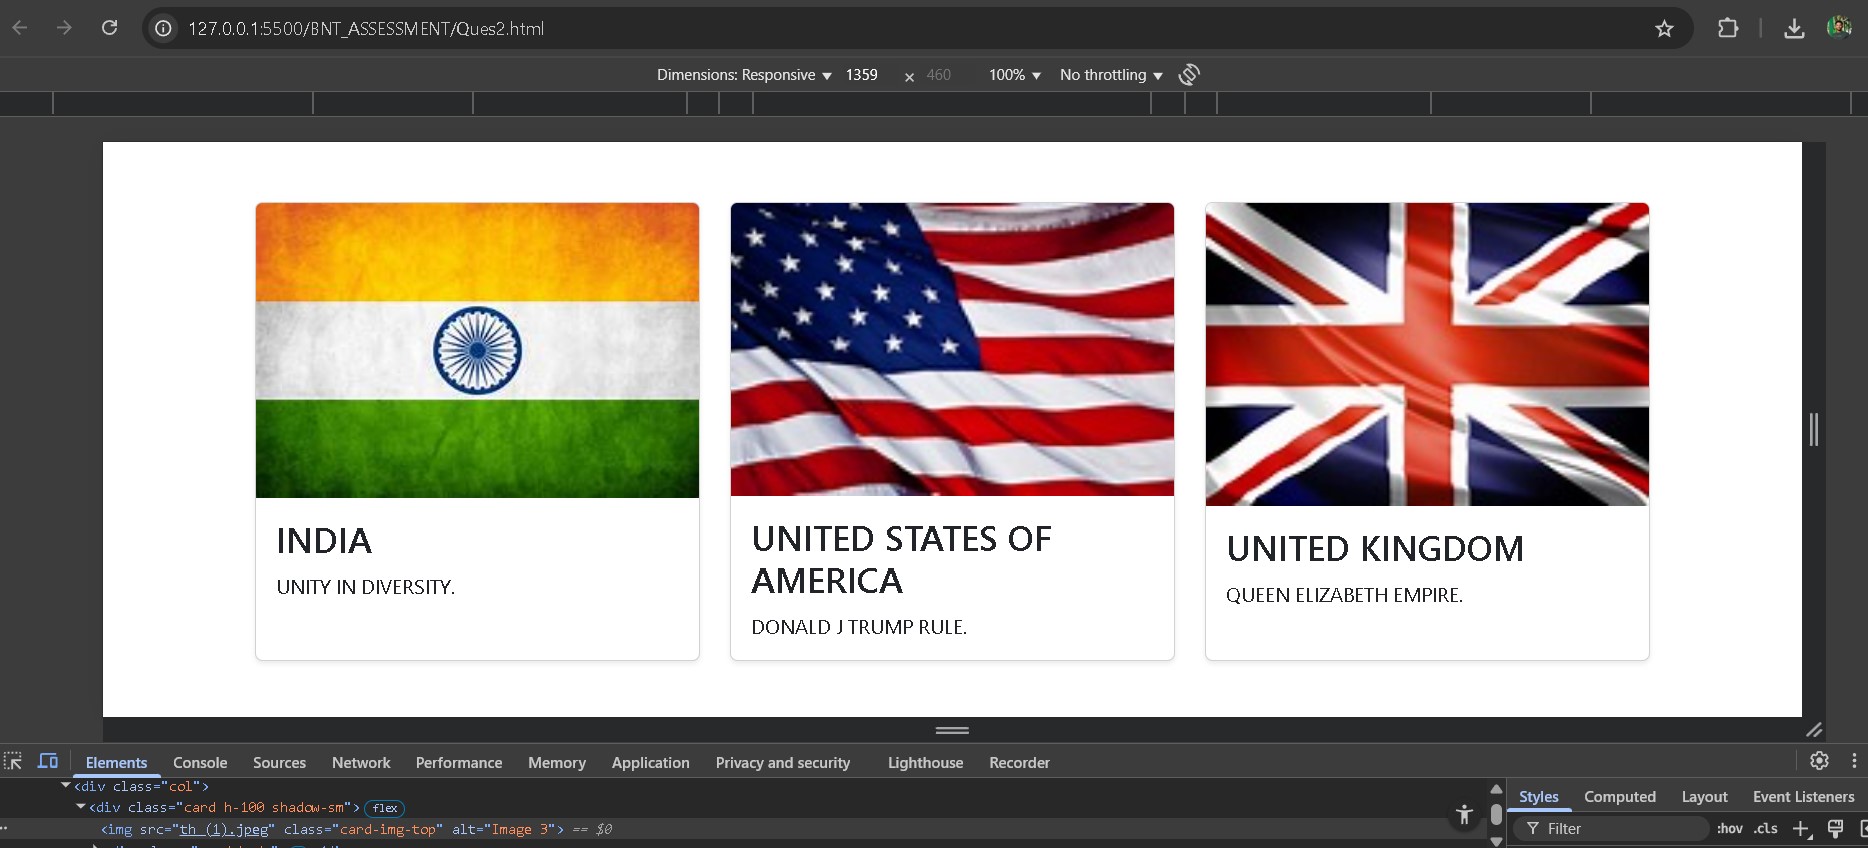 127.0.0.1:5500/BNT_ASSESSMENT/Ques2.html
Dimensions: Responsive 1359 × 460 100% No throttling
INDIA
UNITY IN DIVERSITY.
UNITED STATES OF
AMERICA
DONALD J TRUMP RULE.
UNITED KINGDOM
QUEEN ELIZABETH EMPIRE.
Elements Console Sources Network Performance Memory Application Privacy and security Lighthouse Recorder
<div class="col">
<div class="card h-100 shadow-sm"> flex
<img src="th (1).jpeg" class="card-img-top" alt="Image 3"> == $0
Styles Computed Layout Event Listeners
Filter :hov .cls